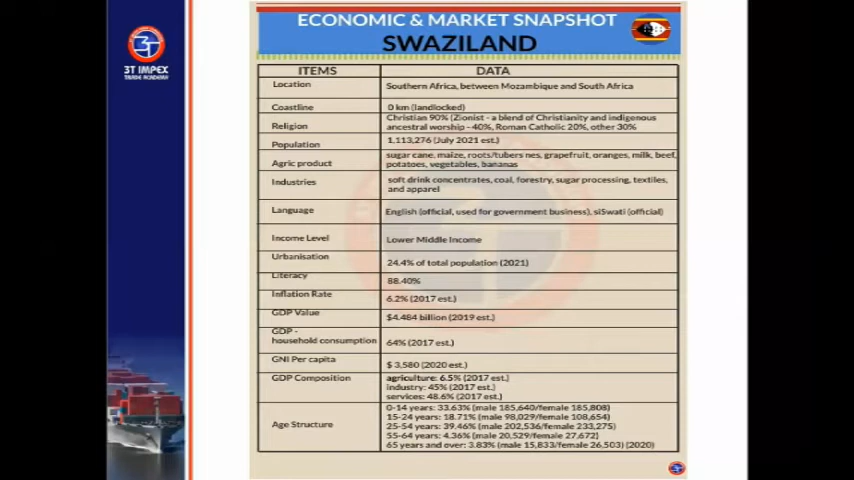 3T IMPEX
TRADE ACADEMY
ECONOMIC & MARKET SNAPSHOT
SWAZILAND
ITEMS DATA
Location Southern Africa, between Mozambique and South Africa
Coastline 0 km (landlocked)
Religion Christian 90% (Zionist - a blend of Christianity and indigenous
ancestral worship -40%, Roman Catholic 20%, other 30%
Population 1,113,276 (July 2021 est.)
Agric product sugar cane, maize, roots/tubers nes, grapefruit, oranges, milk, beef,
potatoes, vegetables, bananas
Industries soft drink concentrates, coal, forestry, sugar processing, textiles,
and apparel
Language English (official, used for government business), siSwati (official)
Income Level Lower Middle Income
Urbanisation 24.4% of total population (2021)
Literacy 88.40%
Inflation Rate 6.2% (2017 est.)
GDP Value $4.484 billion (2019 est.)
GDP -
household consumption 64% (2017 est.)
GNI Per capita $ 3,580 (2020 est.)
GDP Composition agriculture: 6.5% (2017 est.)
industry: 45% (2017 est.)
services: 48.6% (2017 est.)
Age Structure 0-14 years: 33.63% (male 185,640/female 185,808)
15-24 years: 18.71% (male 98,029/female 108,654)
25-54 years: 39.46% (male 202,536/female 233,275)
55-64 years: 4.36% (male 20,529/female 27,672)
65 years and over: 3.83% (male 15,833/female 26,503) (2020)